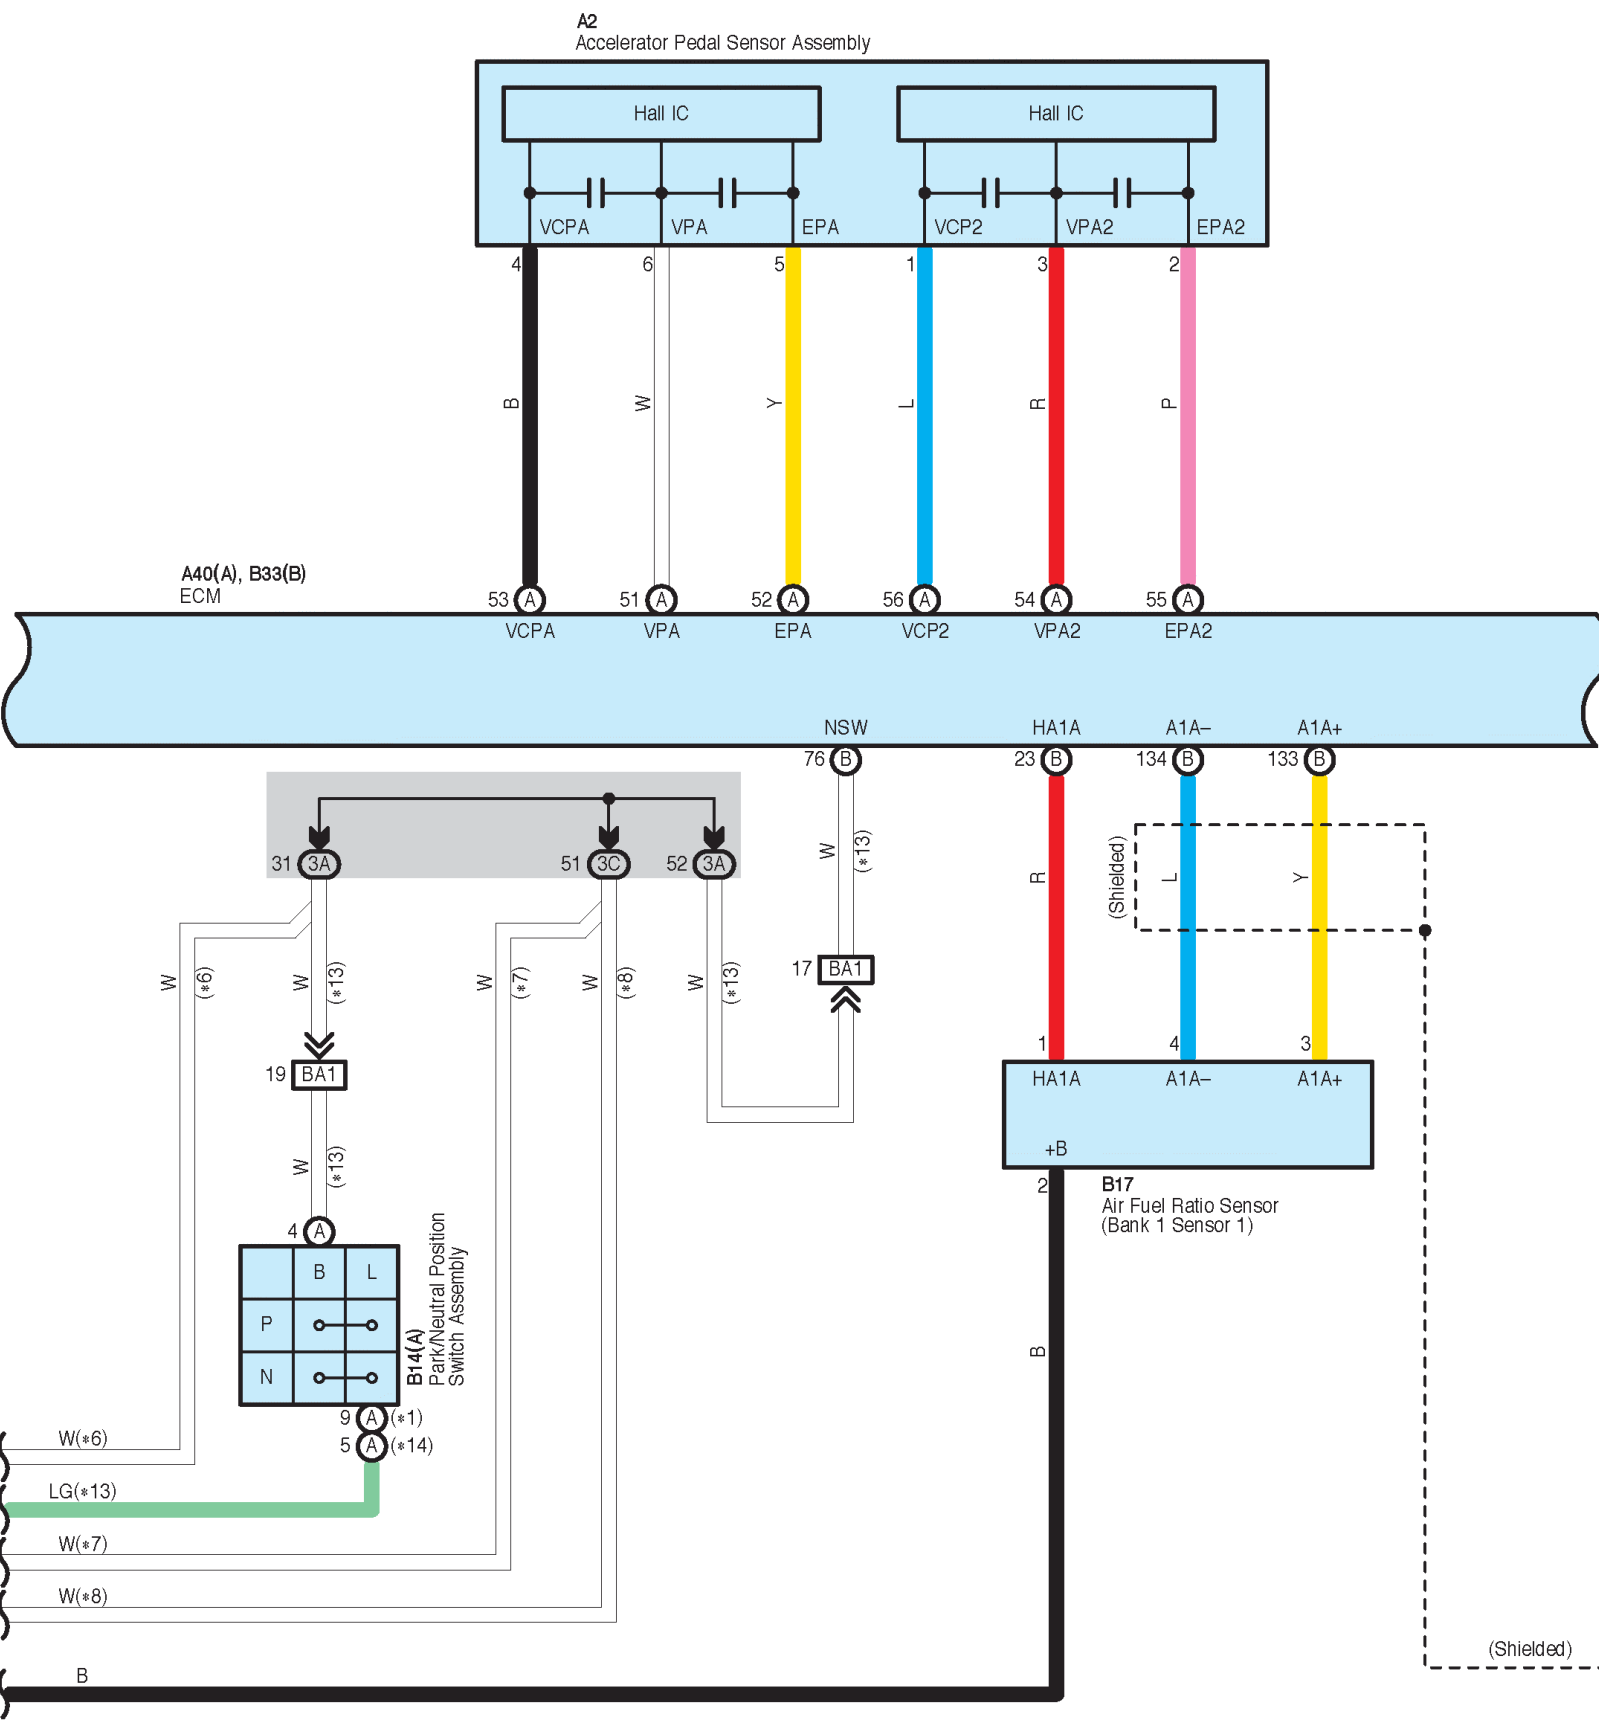 A2
Accelerator Pedal Sensor Assembly
Hall IC
Hall IC
VCPA
VPA
EPA
VCP2
VPA2
EPA2
4
6
5
1
3
2
B
W
Y
L
R
P
A40(A), B33(B)
ECM
53 A
51 A
52 A
56 A
54 A
55 A
VCPA
VPA
EPA
VCP2
VPA2
EPA2
NSW
HA1A
A1A–
A1A+
76 B
23 B
134 B
133 B
31 3A
51 3C
52 3A
W
(*13)
R
(Shielded)
L
Y
W
(*6)
W
(*13)
W
(*7)
W
(*8)
W
(*13)
17 BA1
19 BA1
1
4
3
HA1A
A1A–
A1A+
+B
2
B17
Air Fuel Ratio Sensor
(Bank 1 Sensor 1)
W
(*13)
4 A
B
L
P
N
B14(A)
Park/Neutral Position
Switch Assembly
B
9 A (*1)
5 A (*14)
W(*6)
LG(*13)
W(*7)
W(*8)
B
(Shielded)